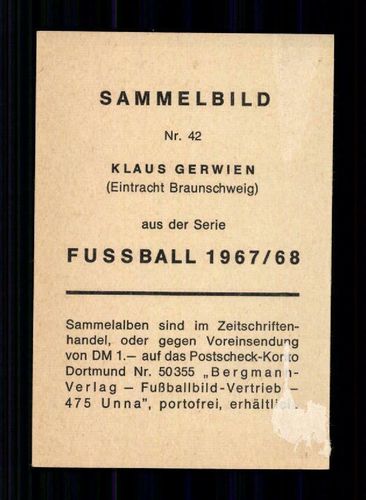 SAMMELBILD
Nr. 42
KLAUS GERWIEN
(Eintracht Braunschweig)
aus der Serie
FUSSBALL 1967/68
Sammelalben sind im Zeitschriften-
handel, oder gegen Voreinsendung
von DM 1.— auf das Postscheck-Konto
Dortmund Nr. 50355 „Bergmann-
Verlag – Fußballbild-Vertrieb –
475 Unna", portofrei, erhältlich.